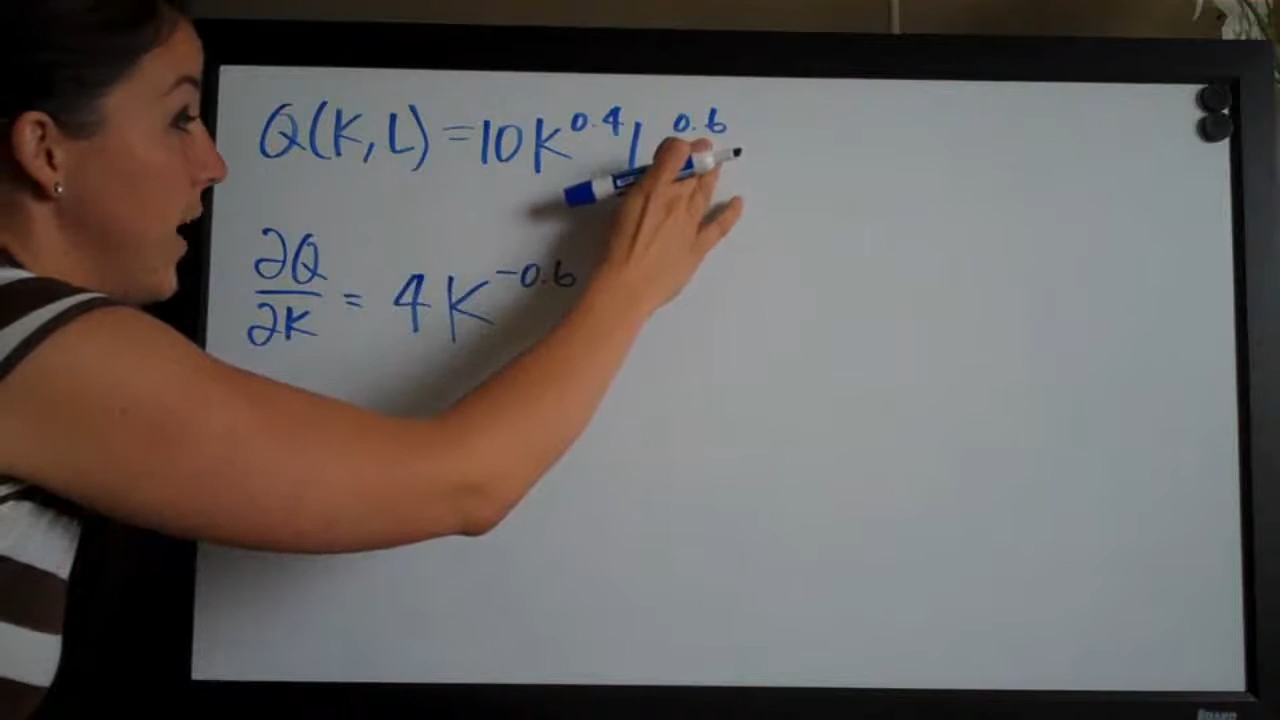 Q(K,L) = 10K^0.4 L^0.6
∂Q/∂K = 4K^-0.6